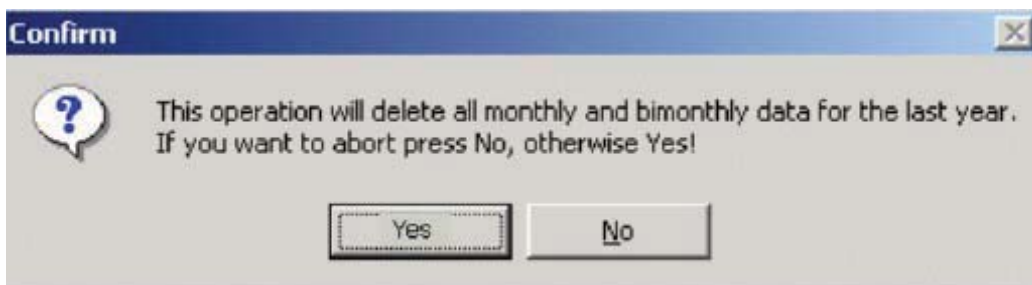 Confirm
This operation will delete all monthly and bimonthly data for the last year.
If you want to abort press No, otherwise Yes!
Yes
No